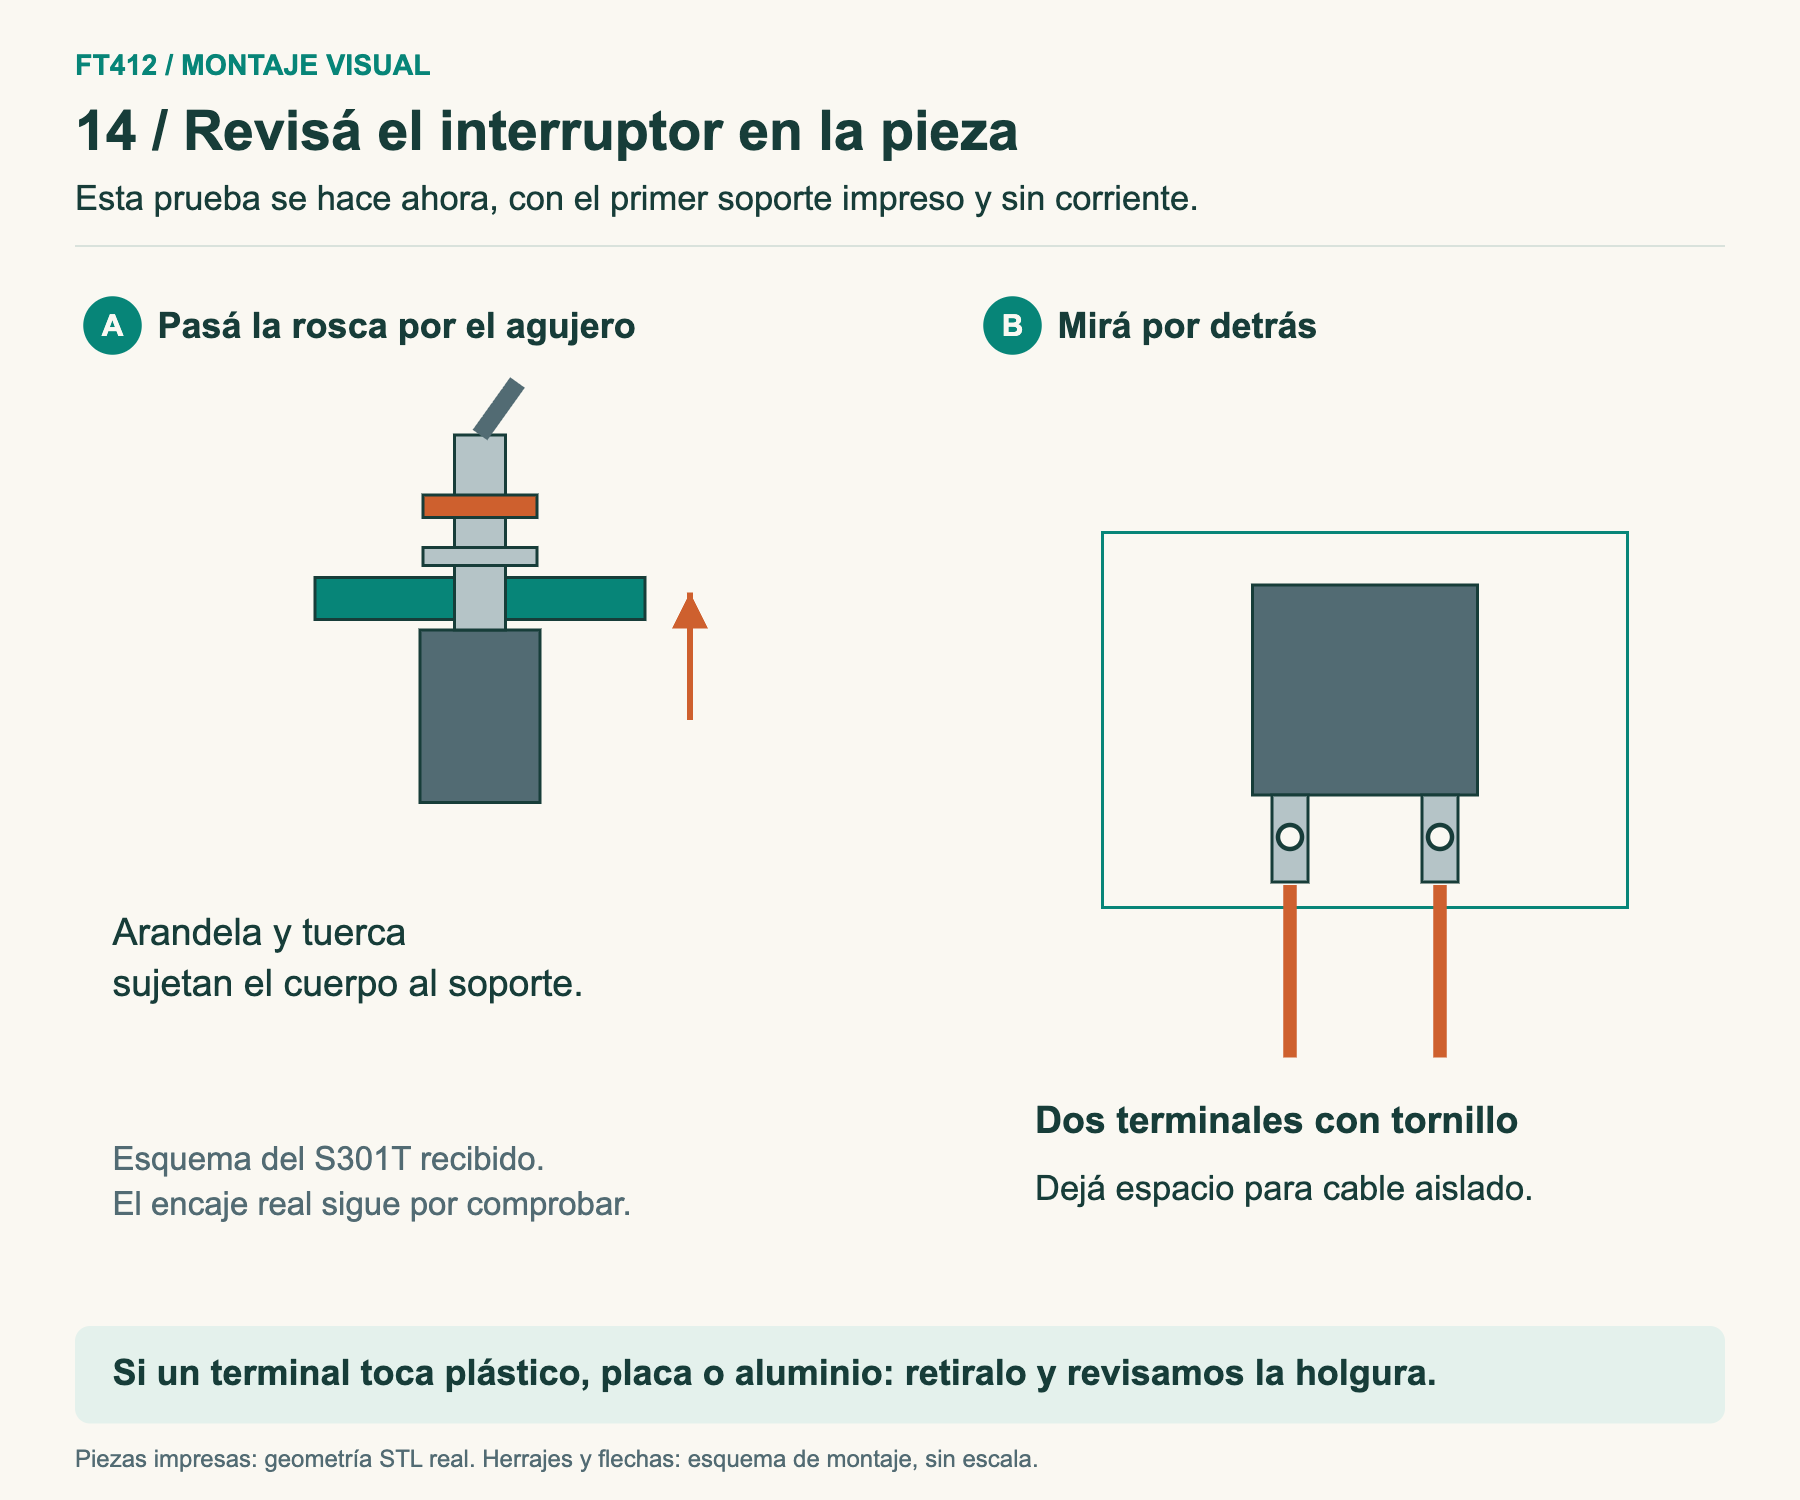 FT412 / MONTAJE VISUAL
14 / Revisá el interruptor en la pieza
Esta prueba se hace ahora, con el primer soporte impreso y sin corriente.
A
Pasá la rosca por el agujero
Arandela y tuerca
sujetan el cuerpo al soporte.
Esquema del S301T recibido.
El encaje real sigue por comprobar.
B
Mirá por detrás
Dos terminales con tornillo
Dejá espacio para cable aislado.
Si un terminal toca plástico, placa o aluminio: retiralo y revisamos la holgura.
Piezas impresas: geometría STL real. Herrajes y flechas: esquema de montaje, sin escala.